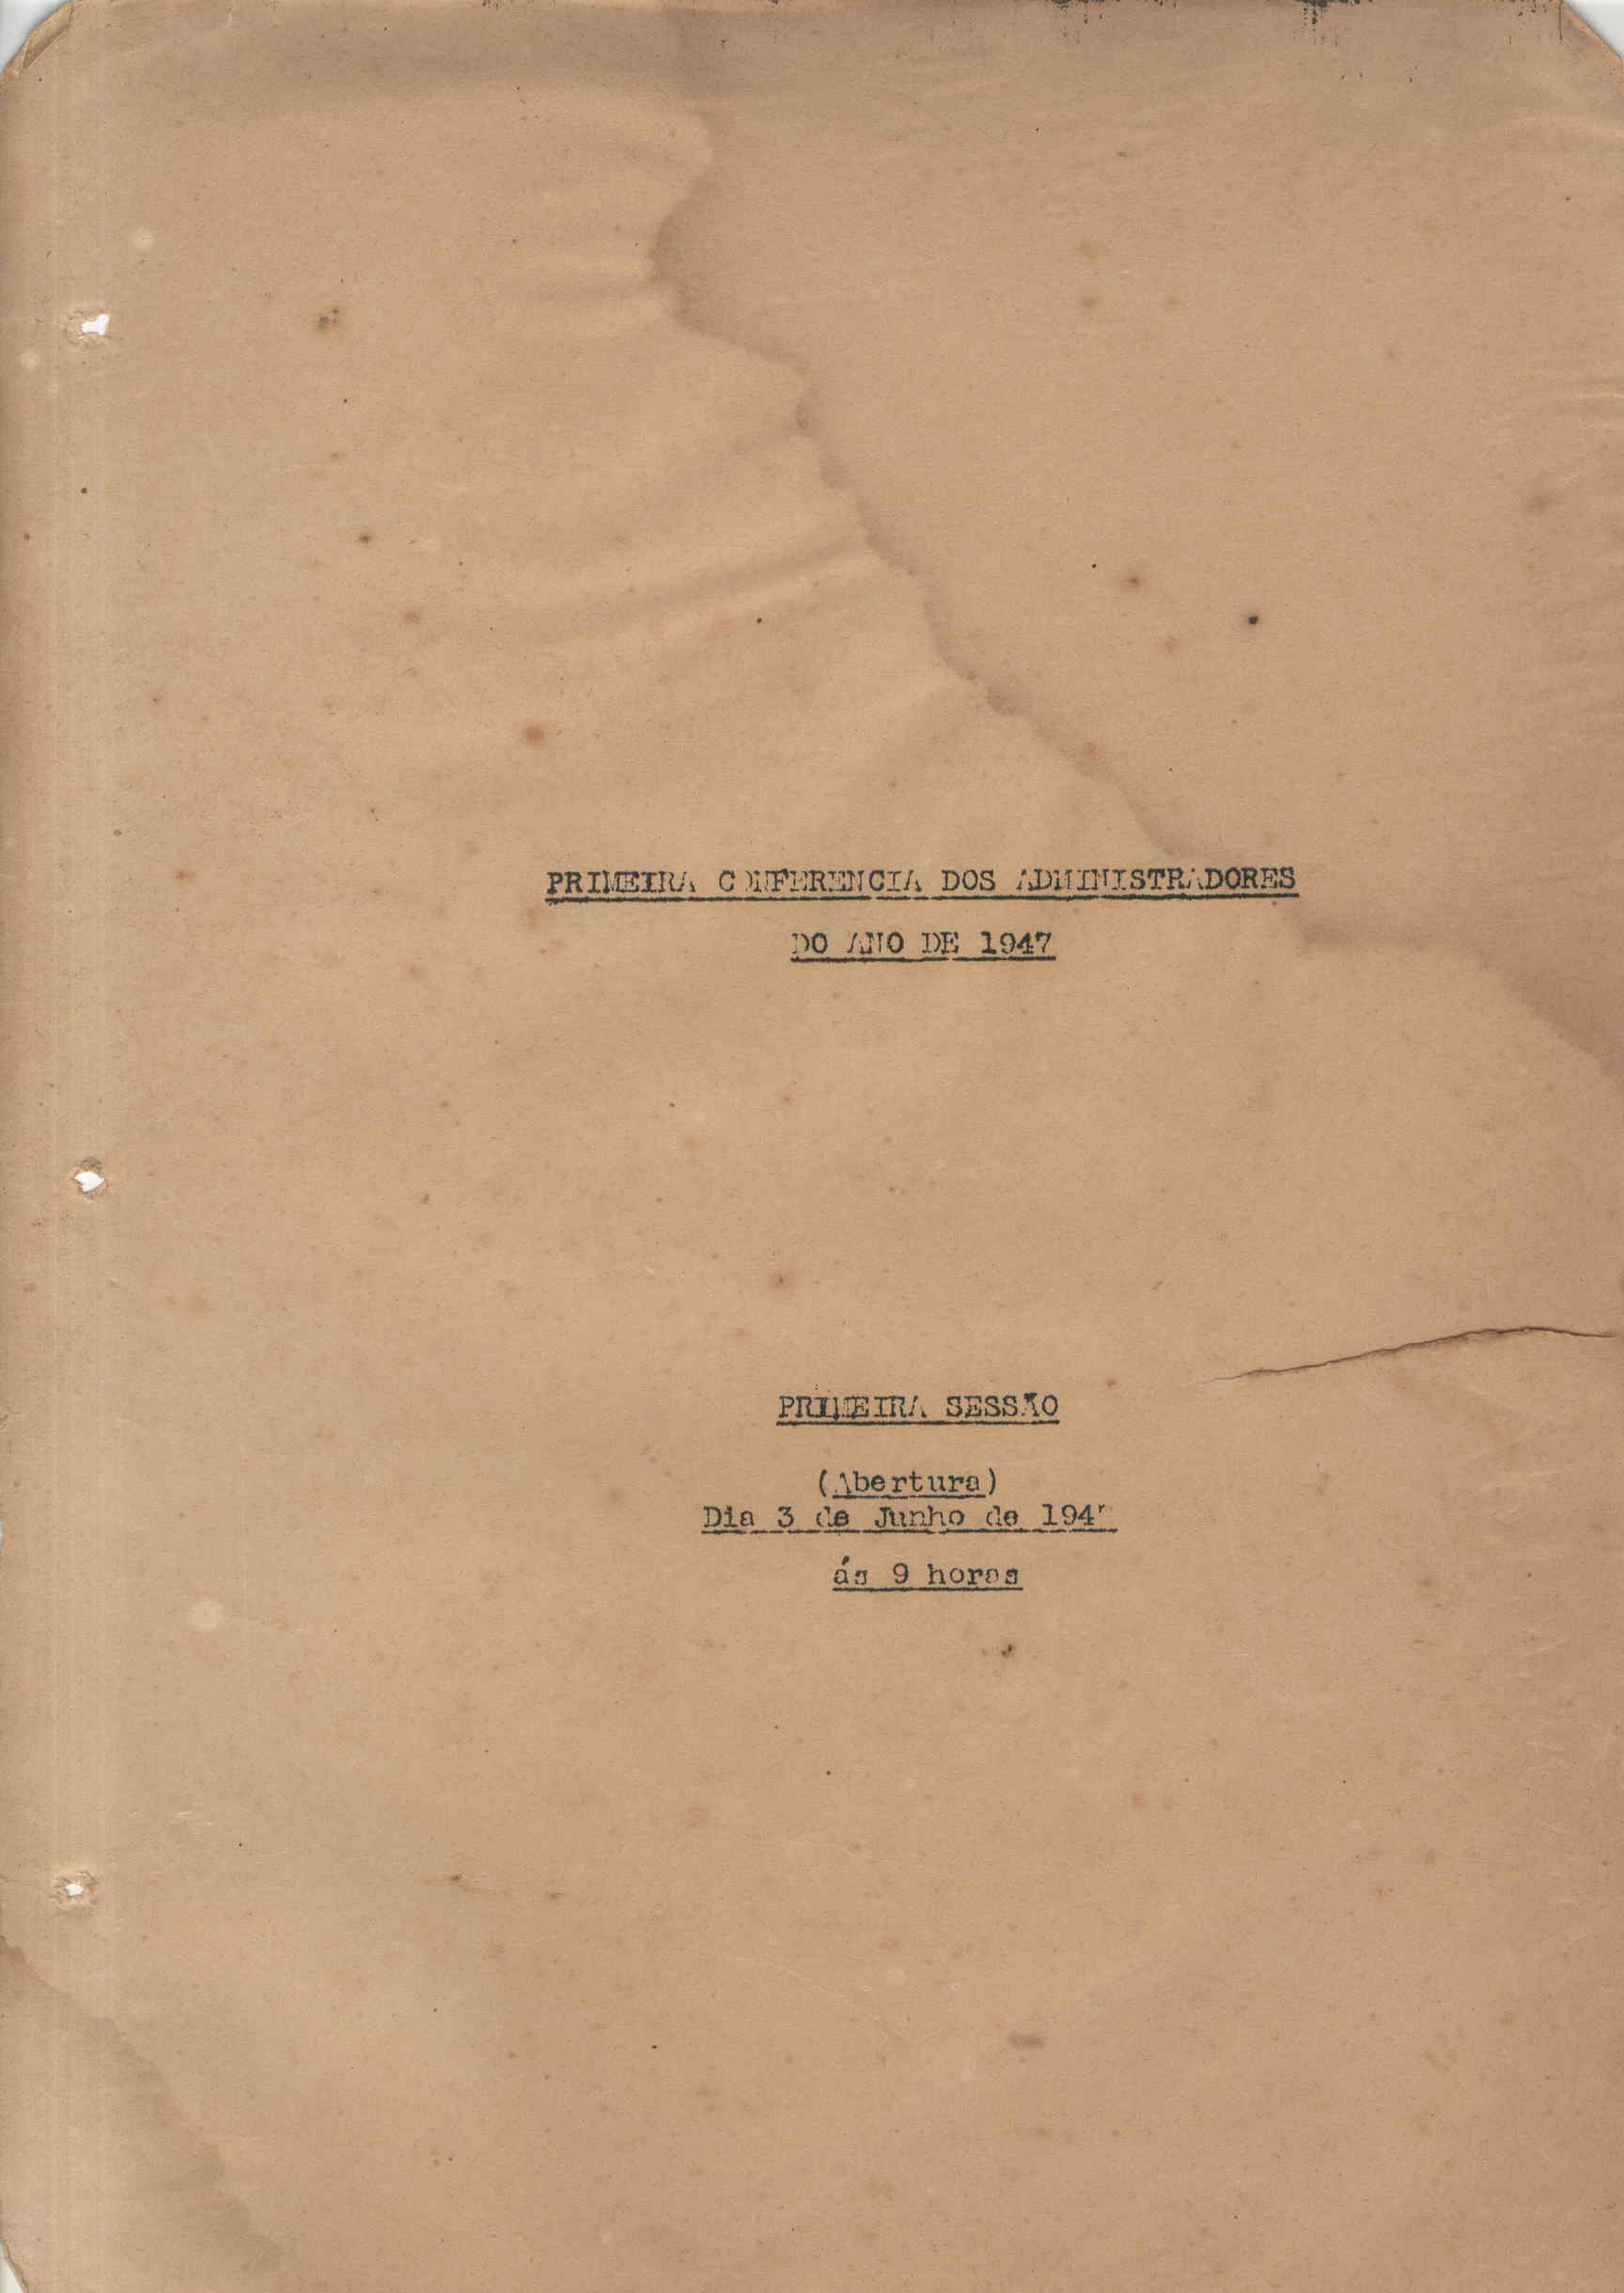 PRIMEIRA CONFERENCIA DOS ADMINISTRADORES
DO ANO DE 1947
PRIMEIRA SESSÃO
(Abertura)
Dia 3 de Junho de 1947
ás 9 horas